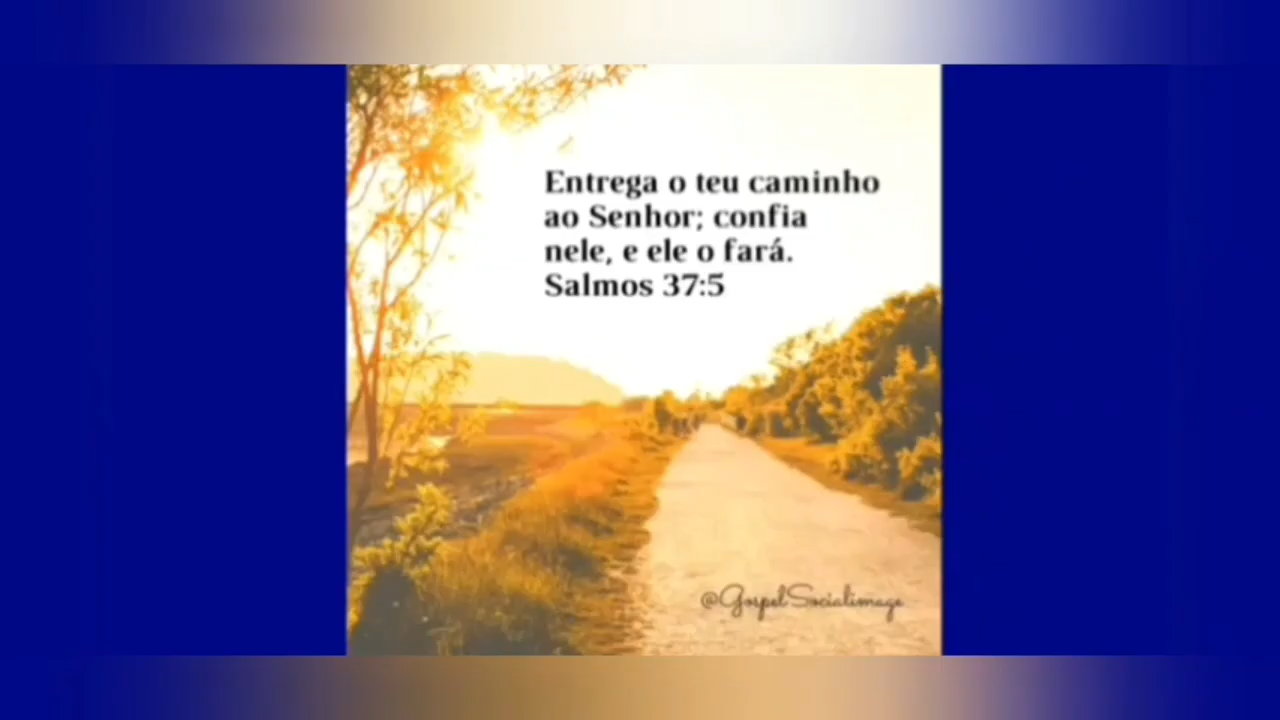 Entrega o teu caminho
ao Senhor; confia
nele, e ele o fará.
Salmos 37:5
@GospelSocialimage